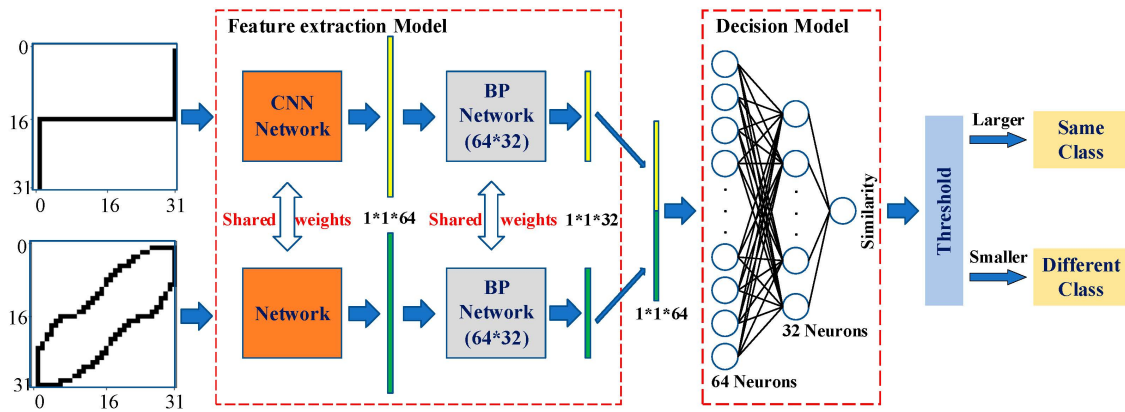 Feature extraction Model
Decision Model
0
16
31
0
16
31
CNN
Network
BP
Network
(64*32)
Shared weights
1*1*64
Shared weights
1*1*32
0
16
31
0
16
31
Network
BP
Network
(64*32)
1*1*64
64 Neurons
32 Neurons
Similarity
Threshold
Larger
Same
Class
Smaller
Different
Class